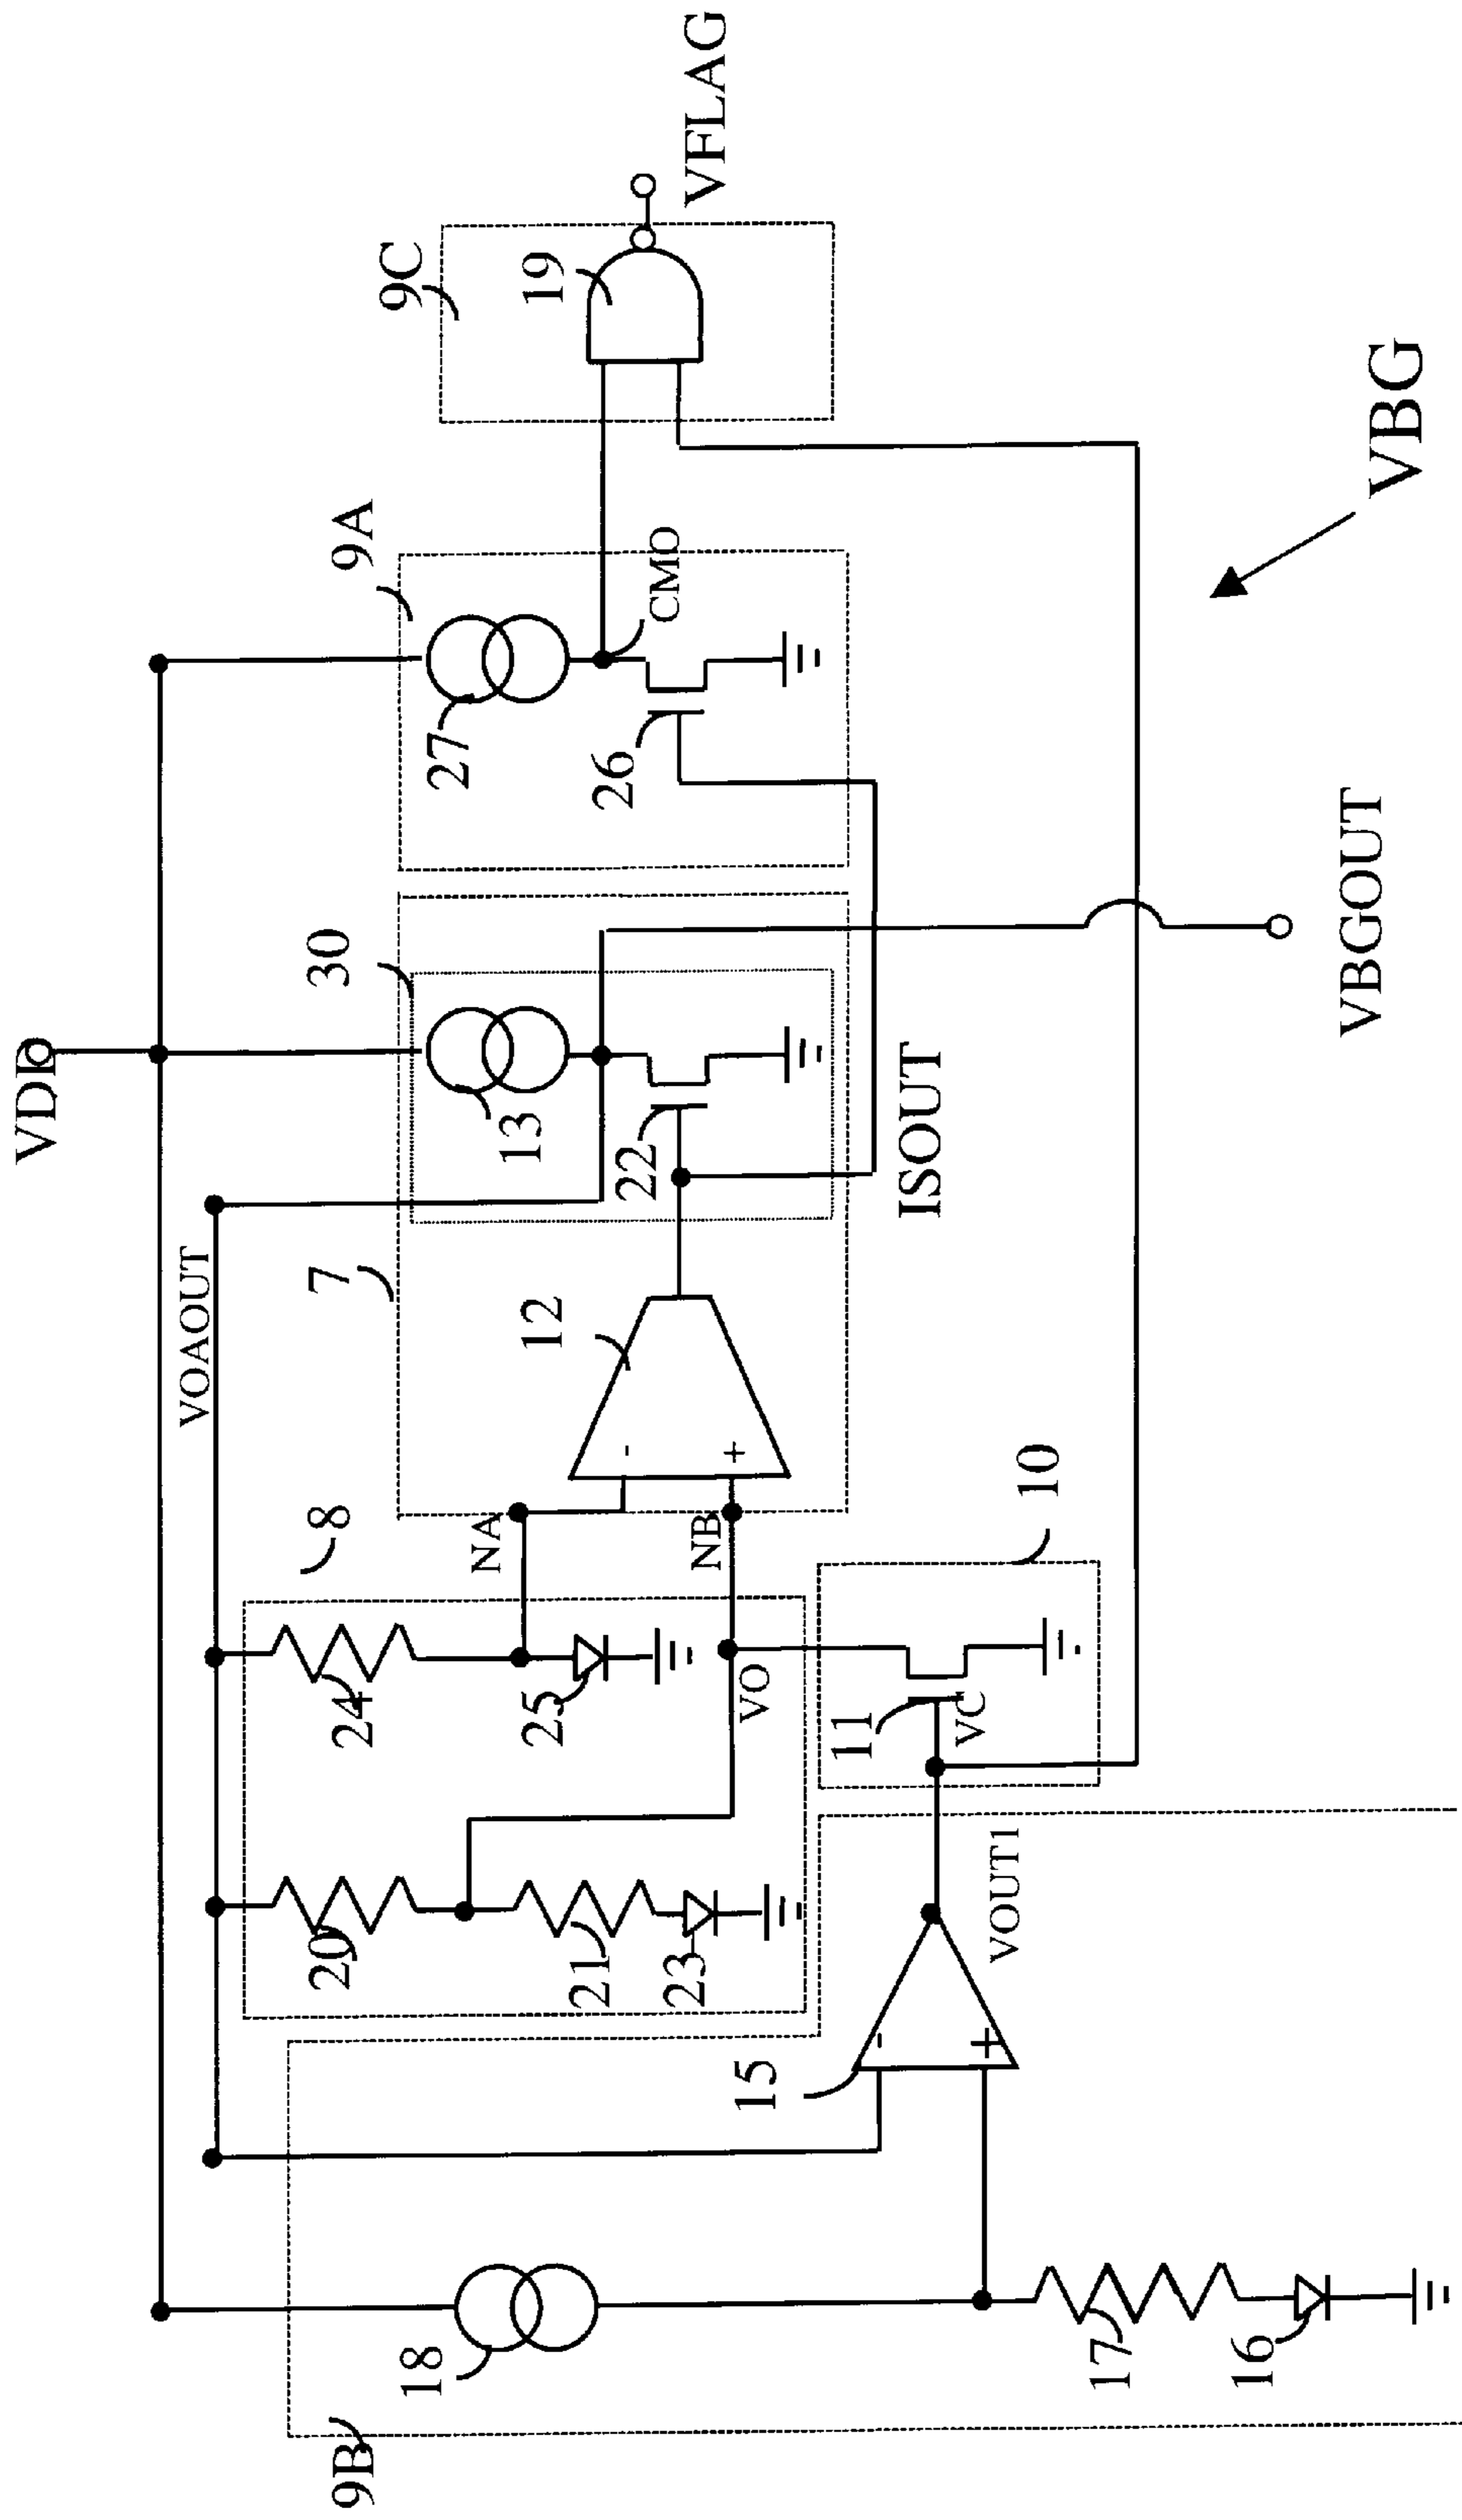 VDD
VOAOUT
9B
18
17
16
15
VOUT1
20
21
23
24
25
8
NA
NB
VO
11
VC
10
7
12
-
+
-
+
30
13
22
ISOUT
VBGOUT
9A
27
26
CMO
9C
19
VFLAG
VBG